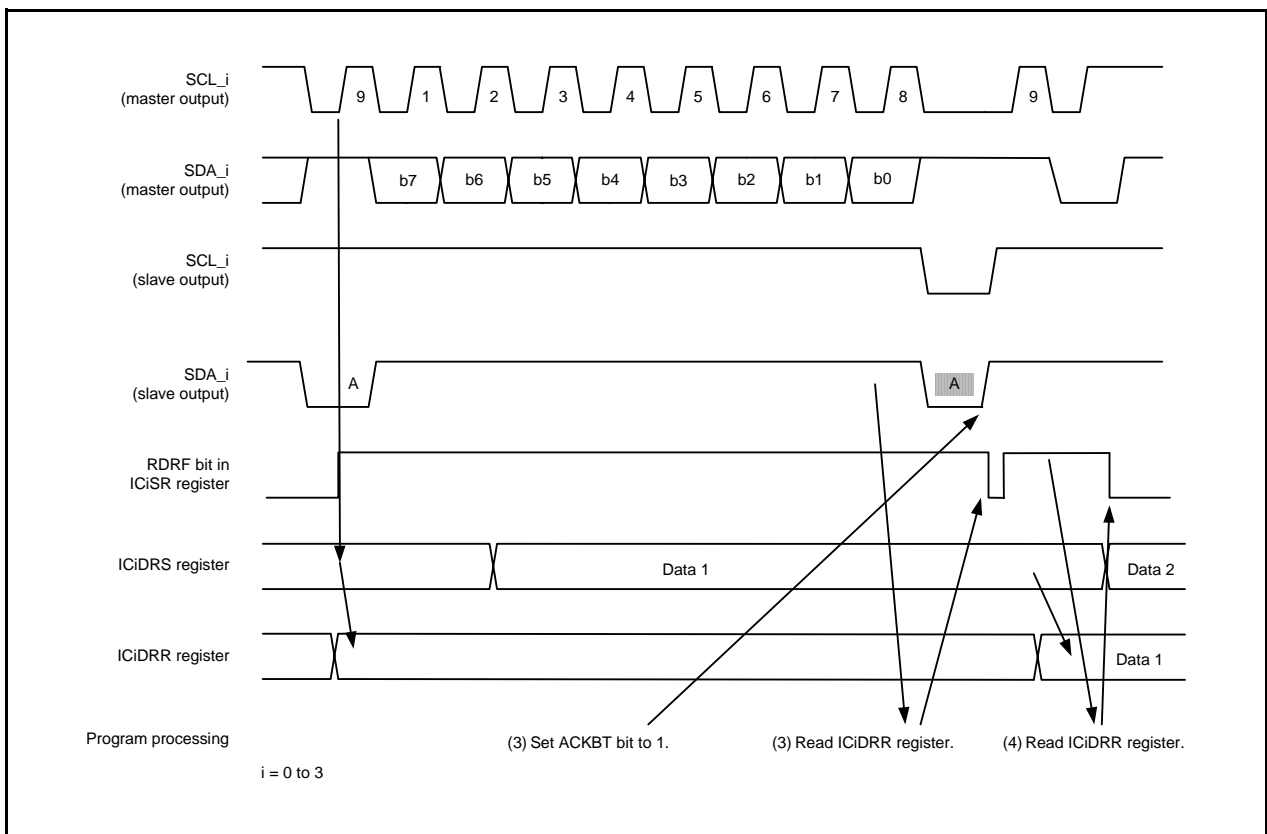 SCL_i
(master output)
9 1 2 3 4 5 6 7 8 9
SDA_i
(master output)
b7 b6 b5 b4 b3 b2 b1 b0
SCL_i
(slave output)
SDA_i
(slave output)
A A
RDRF bit in
ICiSR register
ICiDRS register
Data 1 Data 2
ICiDRR register
Data 1
Program processing
(3) Set ACKBT bit to 1. (3) Read ICiDRR register. (4) Read ICiDRR register.
i = 0 to 3